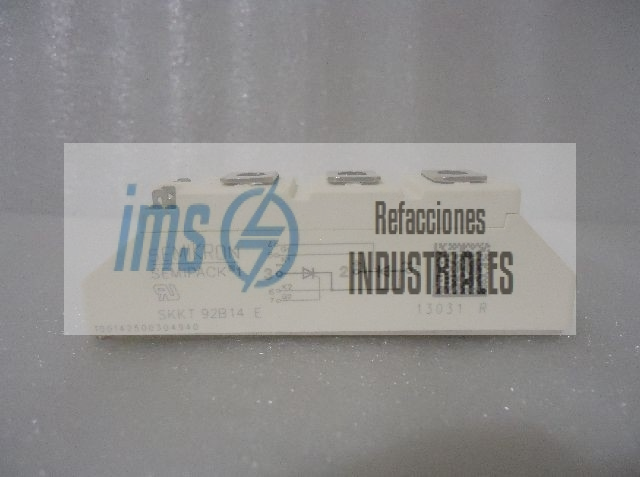 ims
Refacciones
INDUSTRIALES
SEMIKRON
SEMIPACK 1
SKKT 92B14 E
13031 R